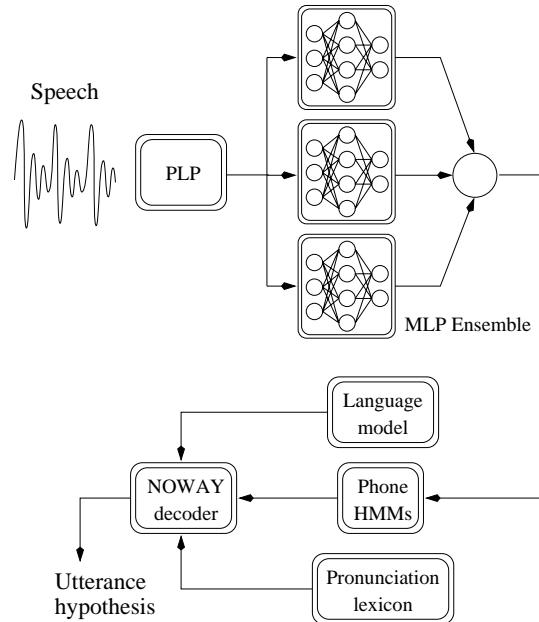 Speech
PLP
MLP Ensemble
Language
model
NOWAY
decoder
Phone
HMMs
Utterance
hypothesis
Pronunciation
lexicon